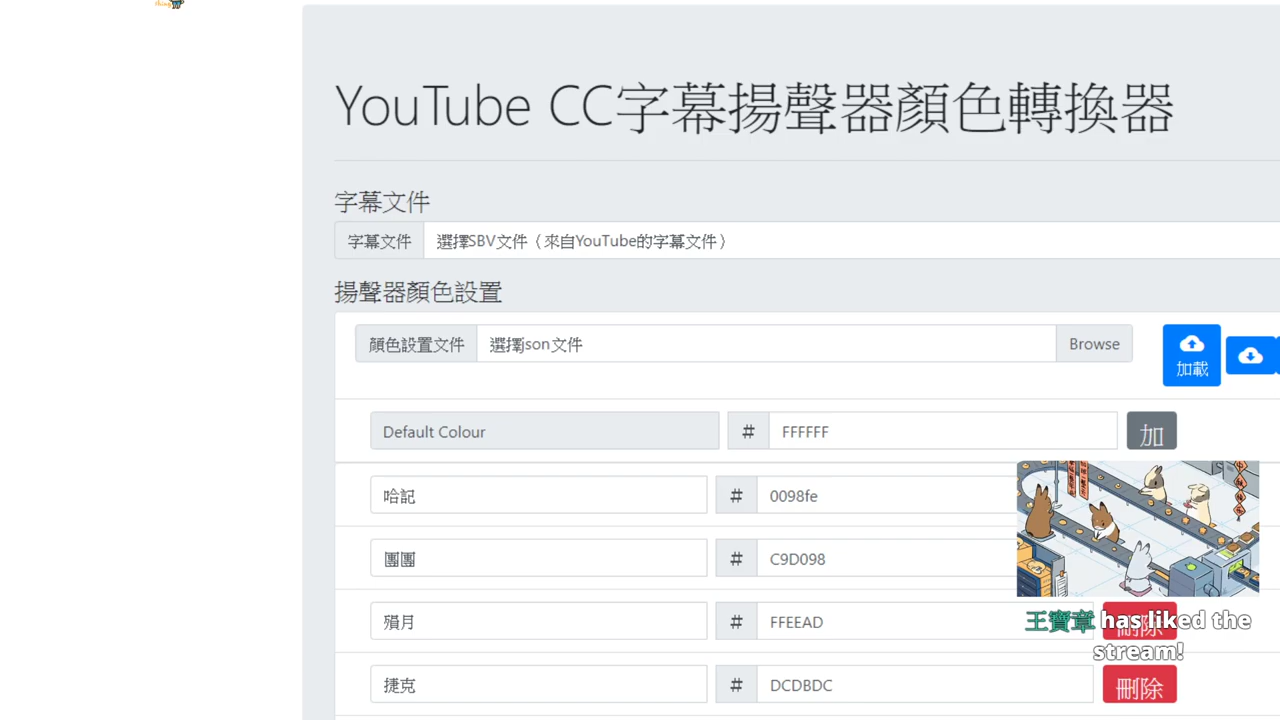 YouTube CC字幕揚聲器顏色轉換器
字幕文件
字幕文件 選擇SBV文件（來自YouTube的字幕文件）
揚聲器顏色設置
顏色設置文件 選擇json文件 Browse 加載
Default Colour # FFFFFF 加
哈記 # 0098fe
團團 # C9D098
殞月 # FFEEAD 刪除
王寶章 has liked the
stream!
捷克 # DCDBDC 刪除